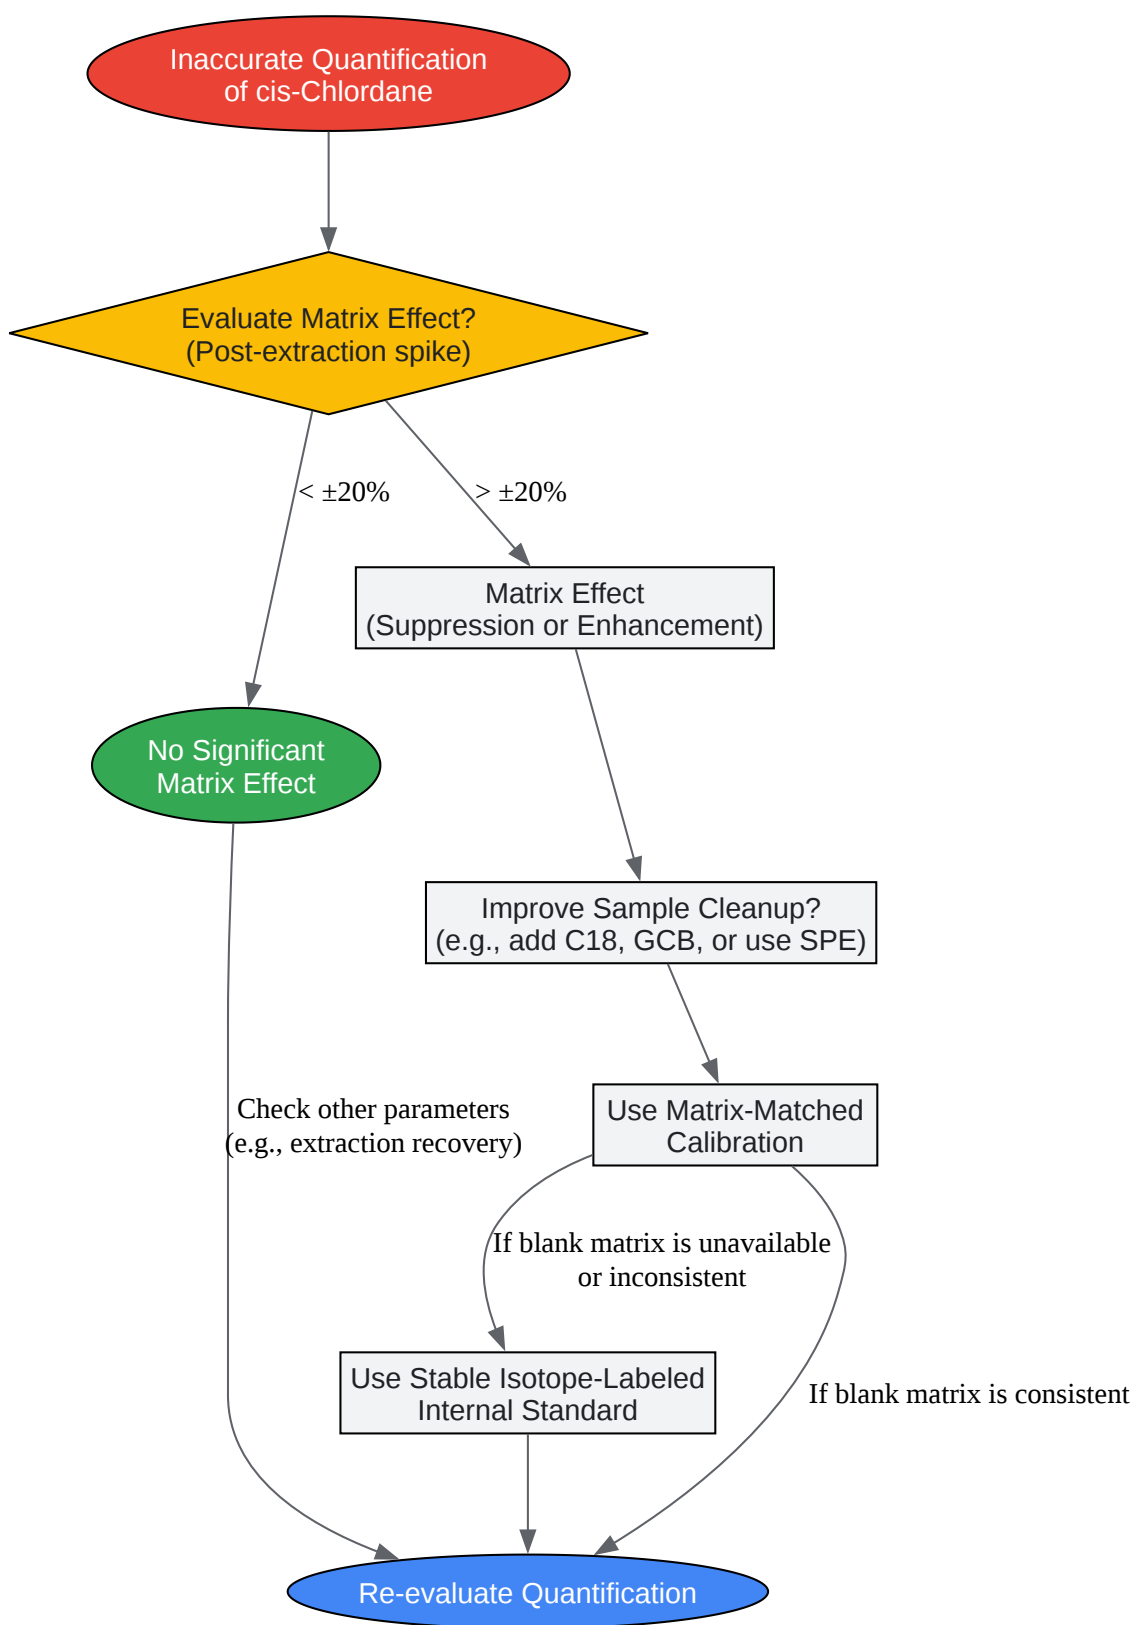 Inaccurate Quantification
of cis-Chlordane
Evaluate Matrix Effect?
(Post-extraction spike)
< ±20%
> ±20%
Matrix Effect
(Suppression or Enhancement)
No Significant
Matrix Effect
Improve Sample Cleanup?
(e.g., add C18, GCB, or use SPE)
Check other parameters
(e.g., extraction recovery)
Use Matrix-Matched
Calibration
If blank matrix is unavailable
or inconsistent
Use Stable Isotope-Labeled
Internal Standard
If blank matrix is consistent
Re-evaluate Quantification